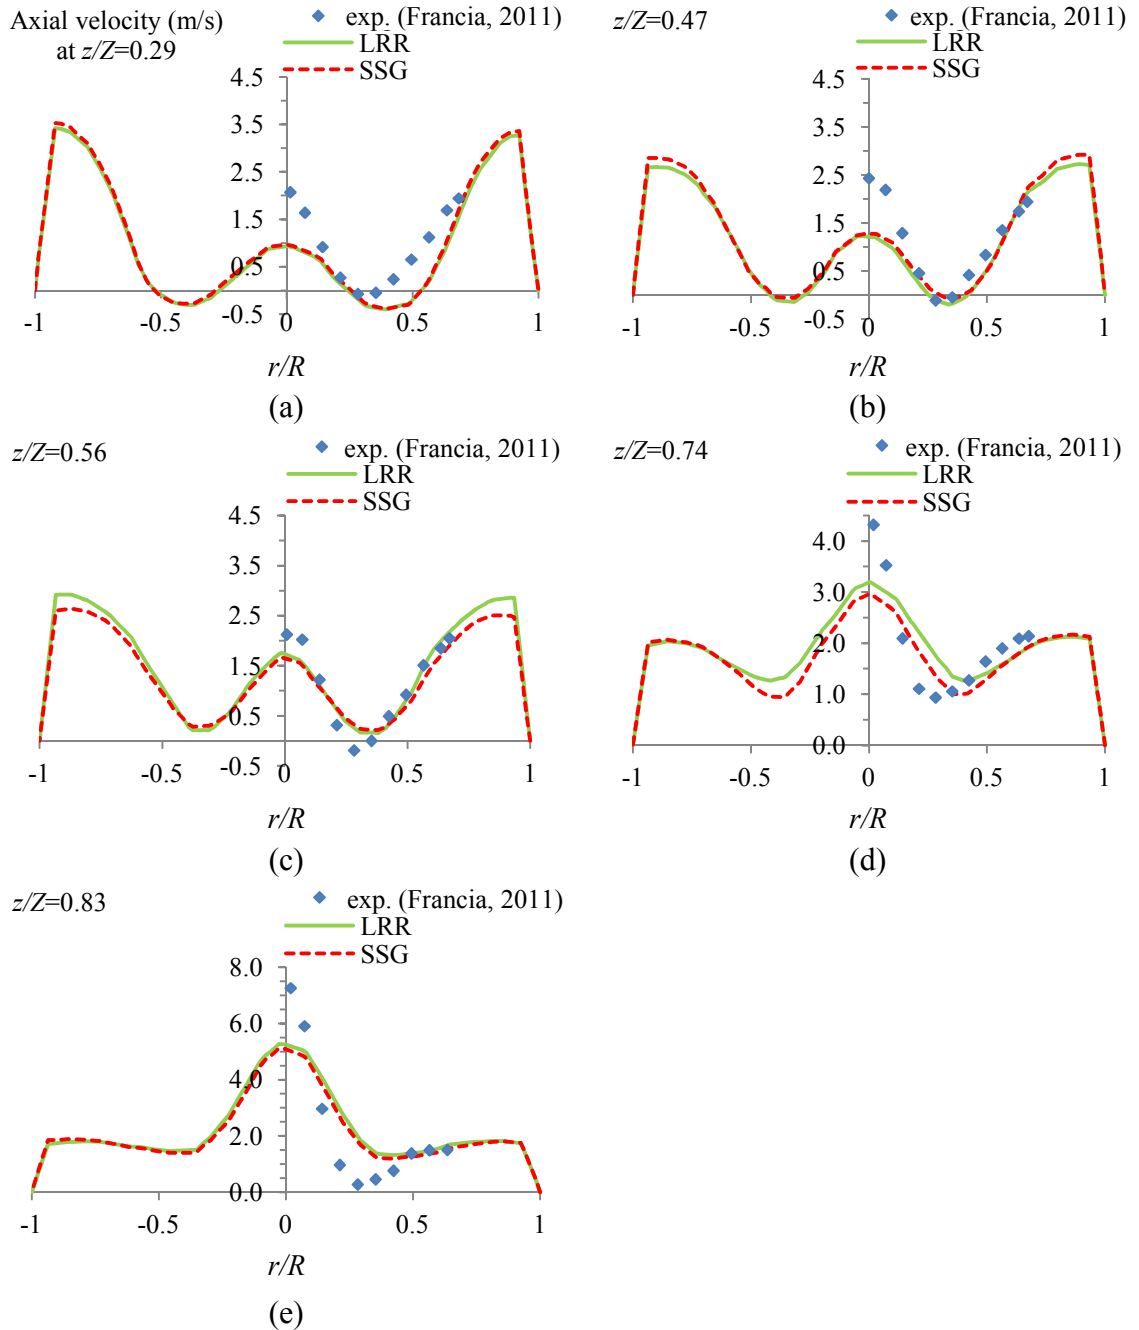 Axial velocity (m/s)
at z/Z=0.29
exp. (Francia, 2011)
LRR
SSG
4.5
3.5
2.5
1.5
0.5
-0.5
-1
-0.5
0
0.5
1
r/R
(a)
z/Z=0.47
exp. (Francia, 2011)
LRR
SSG
4.5
3.5
2.5
1.5
0.5
-0.5
-1
-0.5
0
0.5
1
r/R
(b)
z/Z=0.56
exp. (Francia, 2011)
LRR
SSG
4.5
3.5
2.5
1.5
0.5
-0.5
-1
-0.5
0
0.5
1
r/R
(c)
z/Z=0.74
exp. (Francia, 2011)
LRR
SSG
4.0
3.0
2.0
1.0
0.0
-1
-0.5
0
0.5
1
r/R
(d)
z/Z=0.83
exp. (Francia, 2011)
LRR
SSG
8.0
6.0
4.0
2.0
0.0
-1
-0.5
0
0.5
1
r/R
(e)